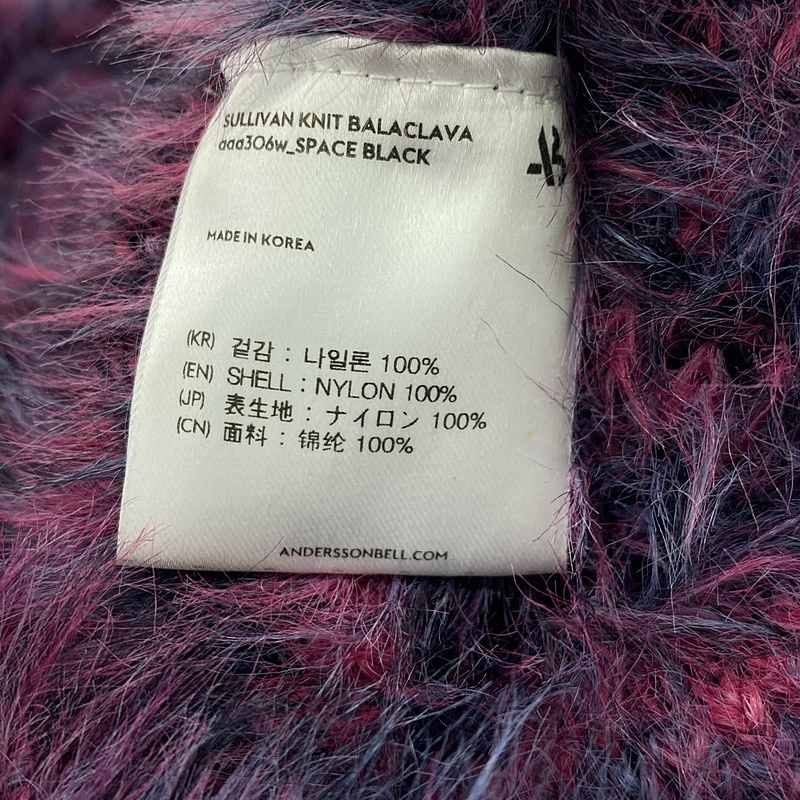 SULLIVAN KNIT BALACLAVA
aaa306w_SPACE BLACK
AB
MADE IN KOREA
(KR) 겉감 : 나일론 100%
(EN) SHELL : NYLON 100%
(JP) 表生地 : ナイロン 100%
(CN) 面料 : 锦纶 100%
ANDERSSONBELL.COM